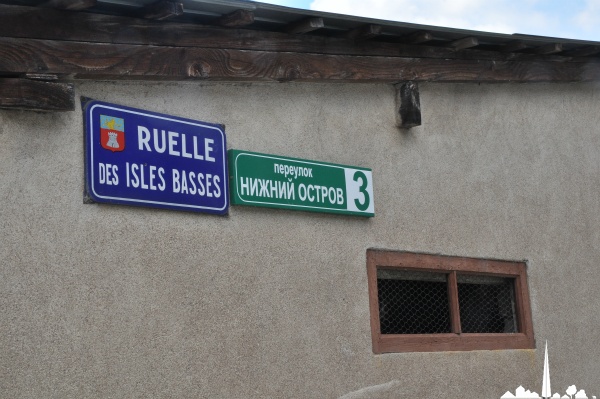 RUELLE
DES ISLES BASSES
переулок
НИЖНИЙ ОСТРОВ
3